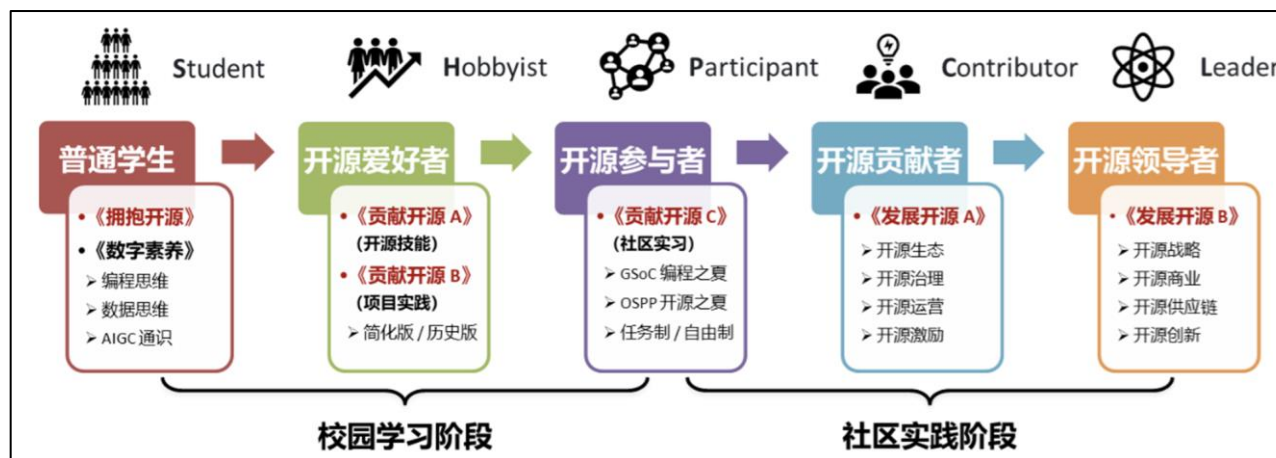 Student
Hobbyist
Participant
Contributor
Leader
普通学生
开源爱好者
开源参与者
开源贡献者
开源领导者
•《拥抱开源》
•《数字素养》
➢ 编程思维
➢ 数据思维
➢ AIGC 通识
•《贡献开源 A》
(开源技能)
•《贡献开源 B》
(项目实践)
➢ 简化版 / 历史版
•《贡献开源 C》
(社区实习)
➢ GSoC 编程之夏
➢ OSPP 开源之夏
➢ 任务制 / 自由制
•《发展开源 A》
➢ 开源生态
➢ 开源治理
➢ 开源运营
➢ 开源激励
•《发展开源 B》
➢ 开源战略
➢ 开源商业
➢ 开源供应链
➢ 开源创新
校园学习阶段
社区实践阶段